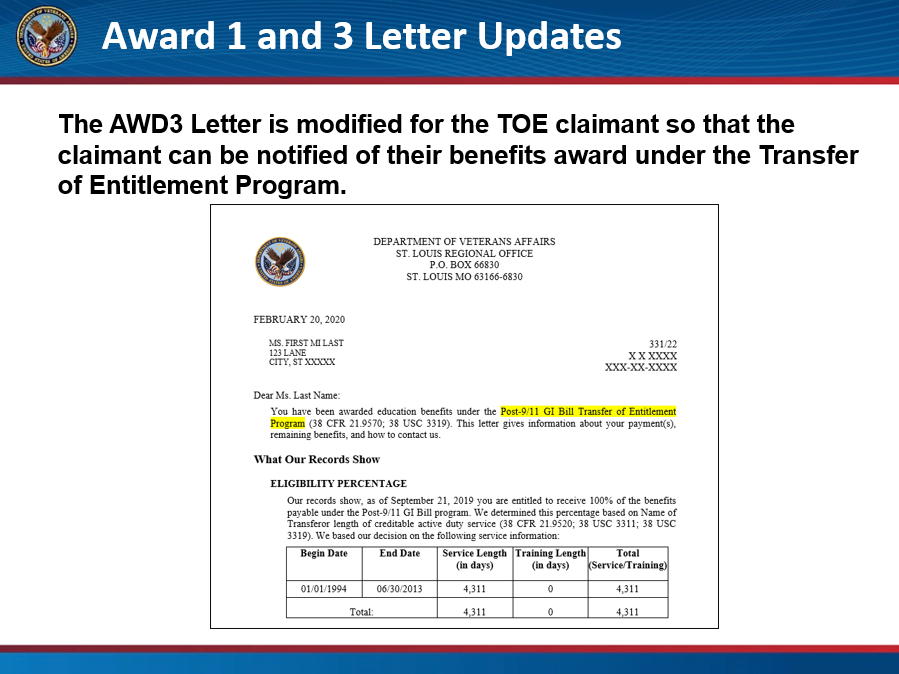 Award 1 and 3 Letter Updates
The AWD3 Letter is modified for the TOE claimant so that the
claimant can be notified of their benefits award under the Transfer
of Entitlement Program.
DEPARTMENT OF VETERANS AFFAIRS
ST. LOUIS REGIONAL OFFICE
P.O. BOX 66830
ST. LOUIS MO 63166-6830
FEBRUARY 20, 2020
MS. FIRST MI LAST
123 LANE
CITY, ST XXXXX
331/22
X X XXXX
XXX-XX-XXXX
Dear Ms. Last Name:
You have been awarded education benefits under the Post-9/11 GI Bill Transfer of Entitlement
Program (38 CFR 21.9570; 38 USC 3319). This letter gives information about your payment(s),
remaining benefits, and how to contact us.
What Our Records Show
ELIGIBILITY PERCENTAGE
Our records show, as of September 21, 2019 you are entitled to receive 100% of the benefits
payable under the Post-9/11 GI Bill program. We determined this percentage based on Name of
Transferor length of creditable active duty service (38 CFR 21.9520; 38 USC 3311; 38 USC
3319). We based our decision on the following service information:
Begin Date End Date Service Length Training Length Total
(in days) (in days) (Service/Training)
01/01/1994 06/30/2013 4,311 0 4,311
Total: 4,311 0 4,311